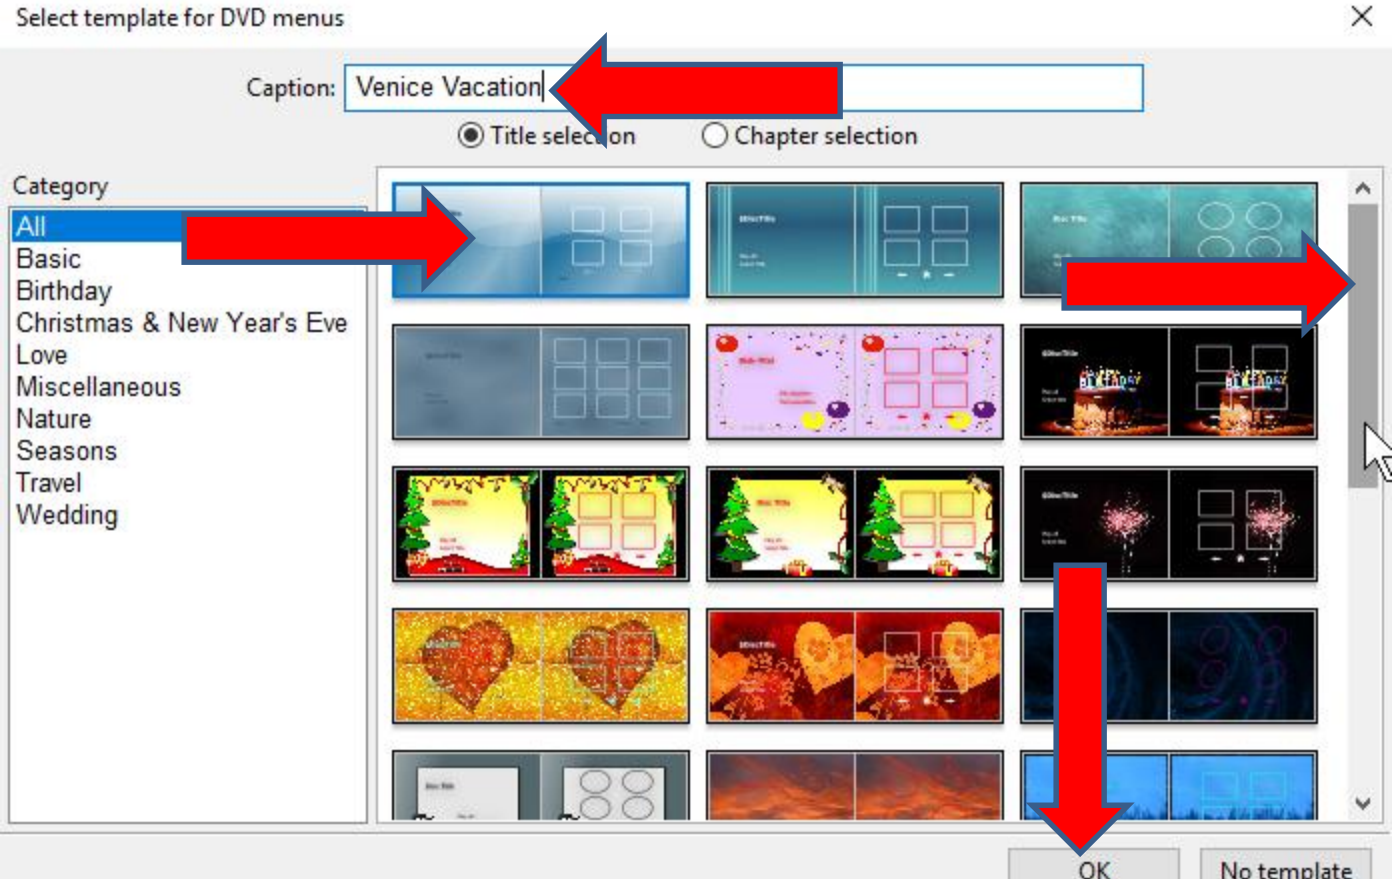 Select template for DVD menus
Caption: Venice Vacation
Title selection Chapter selection
Category
All
Basic
Birthday
Christmas & New Year's Eve
Love
Miscellaneous
Nature
Seasons
Travel
Wedding
OK No template